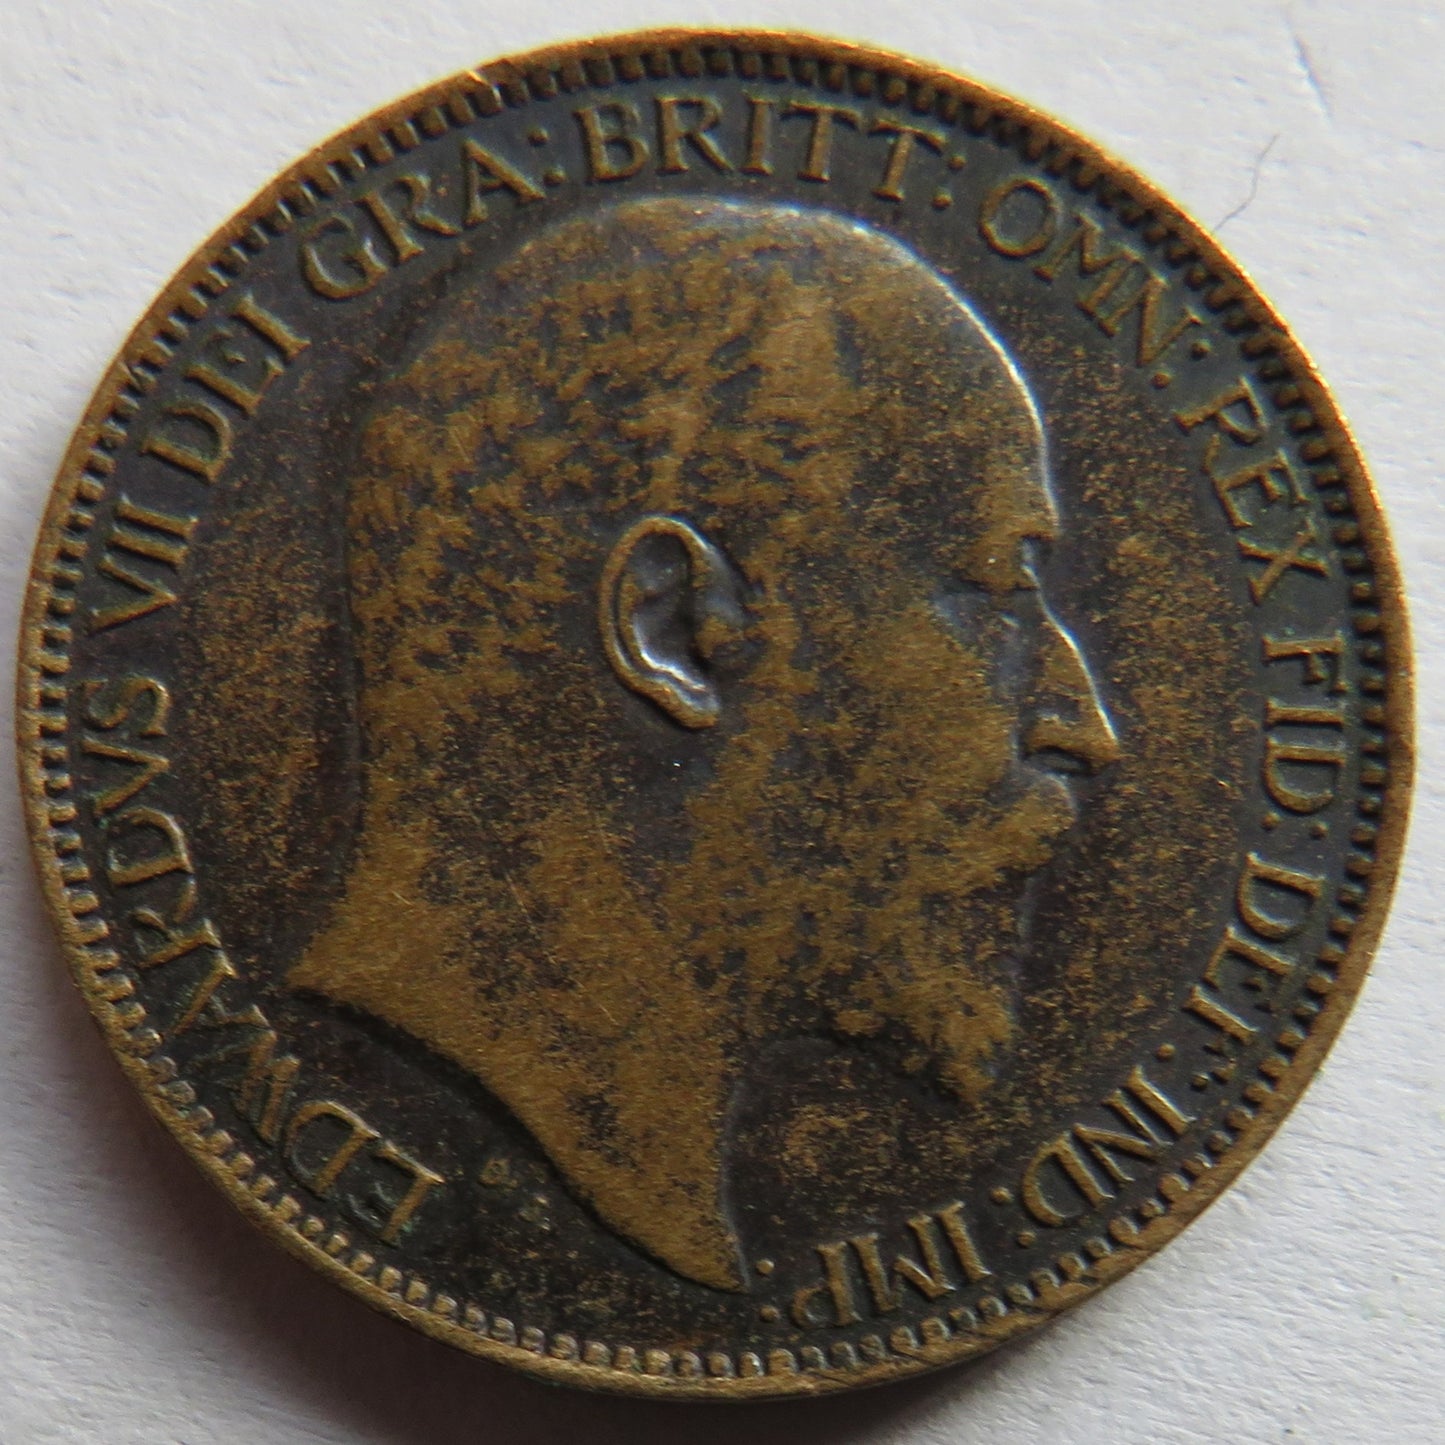 EDWARDVS VII DEI GRA: BRITT: OMN: REX FID: DEF: IND: IMP: